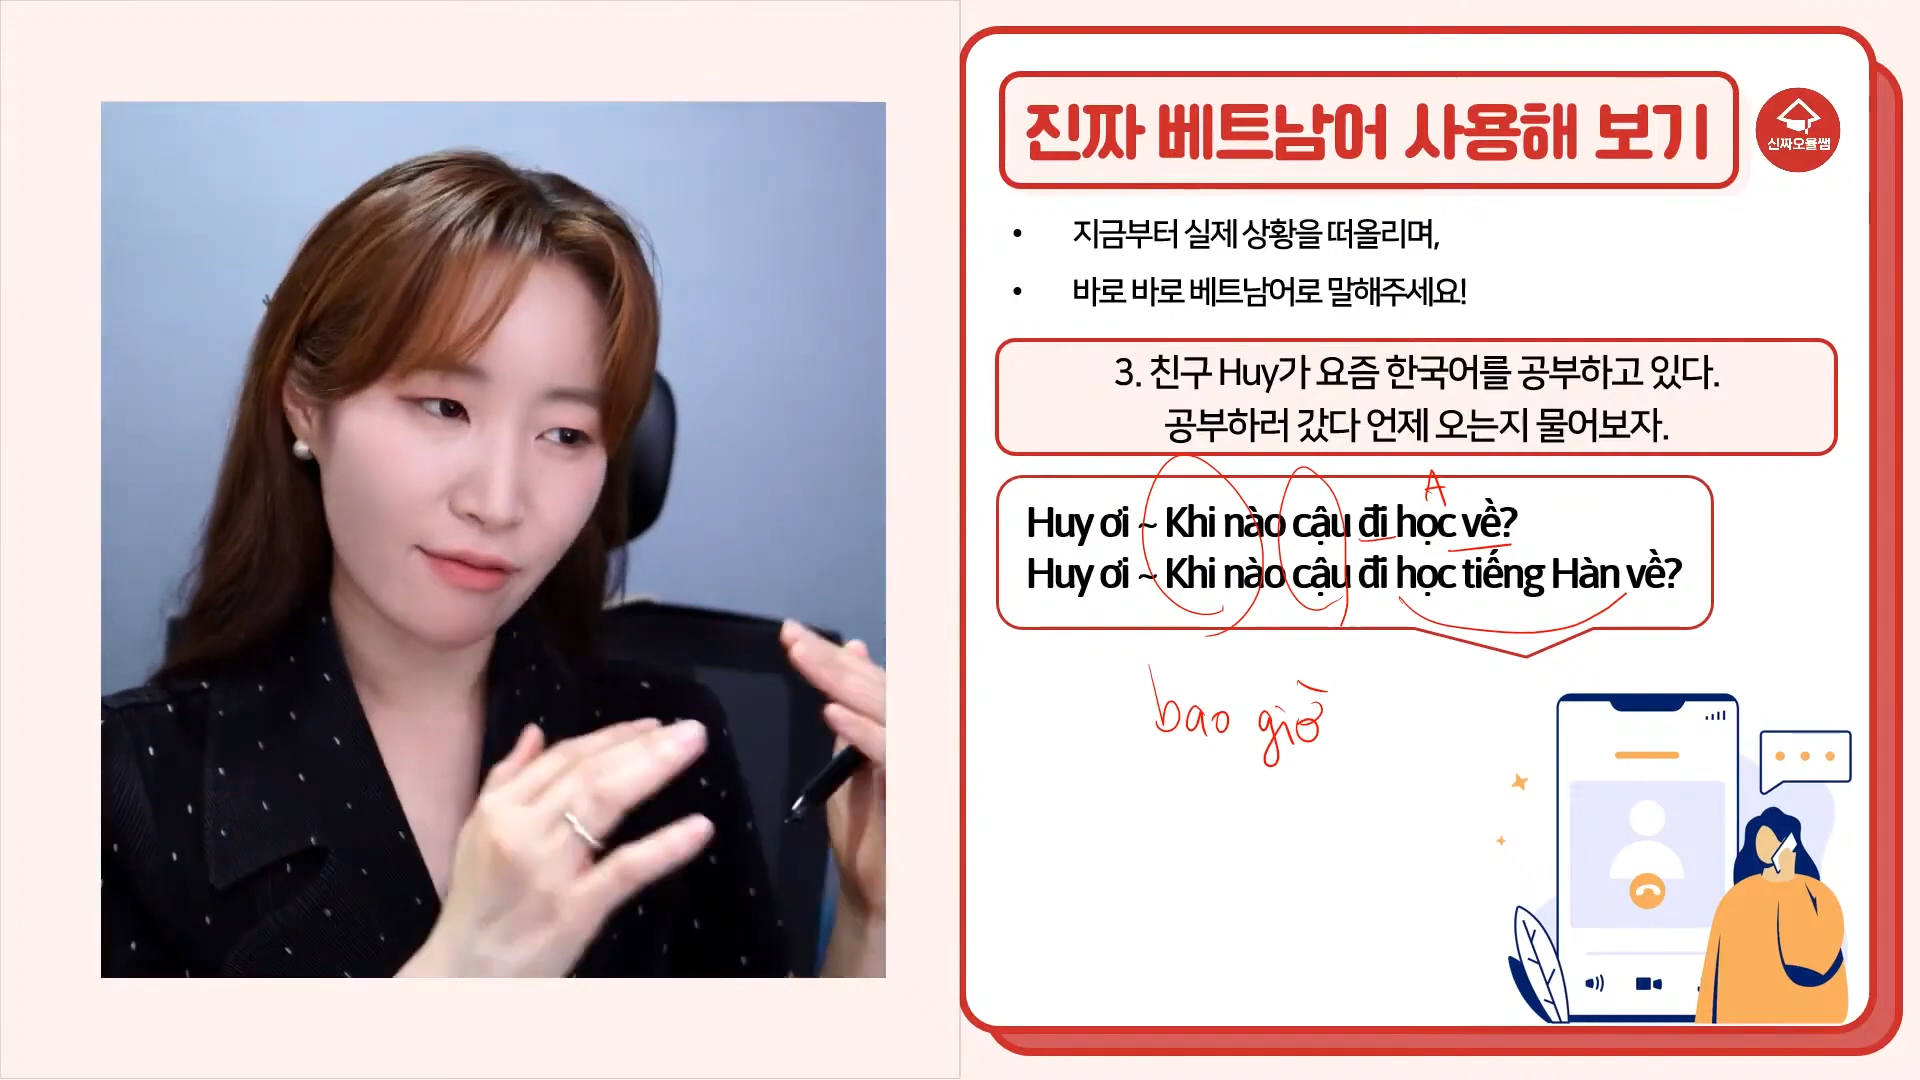 진짜 베트남어 사용해 보기
신짜오율쌤
• 지금부터 실제 상황을 떠올리며,
• 바로 바로 베트남어로 말해주세요!
3. 친구 Huy가 요즘 한국어를 공부하고 있다.
공부하러 갔다 언제 오는지 물어보자.
A
Huy ơi ~ Khi nào cậu đi học về?
Huy ơi ~ Khi nào cậu đi học tiếng Hàn về?
bao giờ